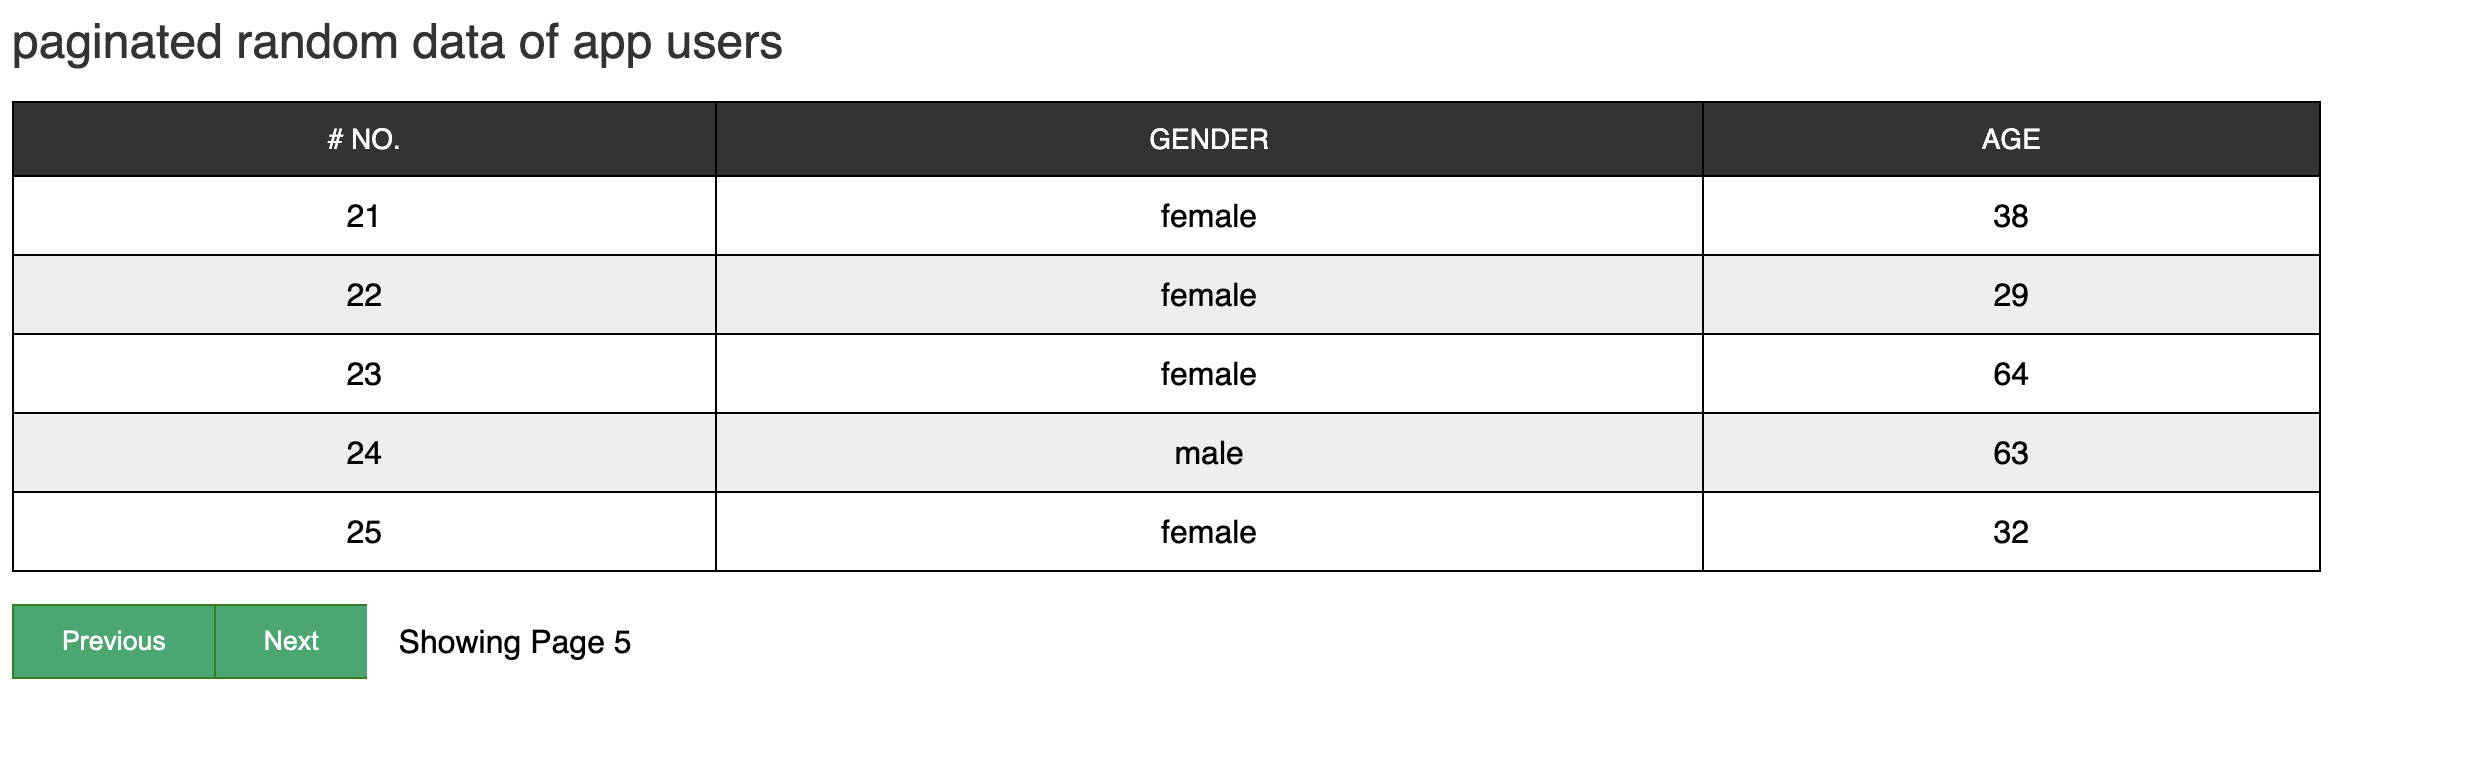 paginated random data of app users
# NO. GENDER AGE
21 female 38
22 female 29
23 female 64
24 male 63
25 female 32
Previous Next Showing Page 5